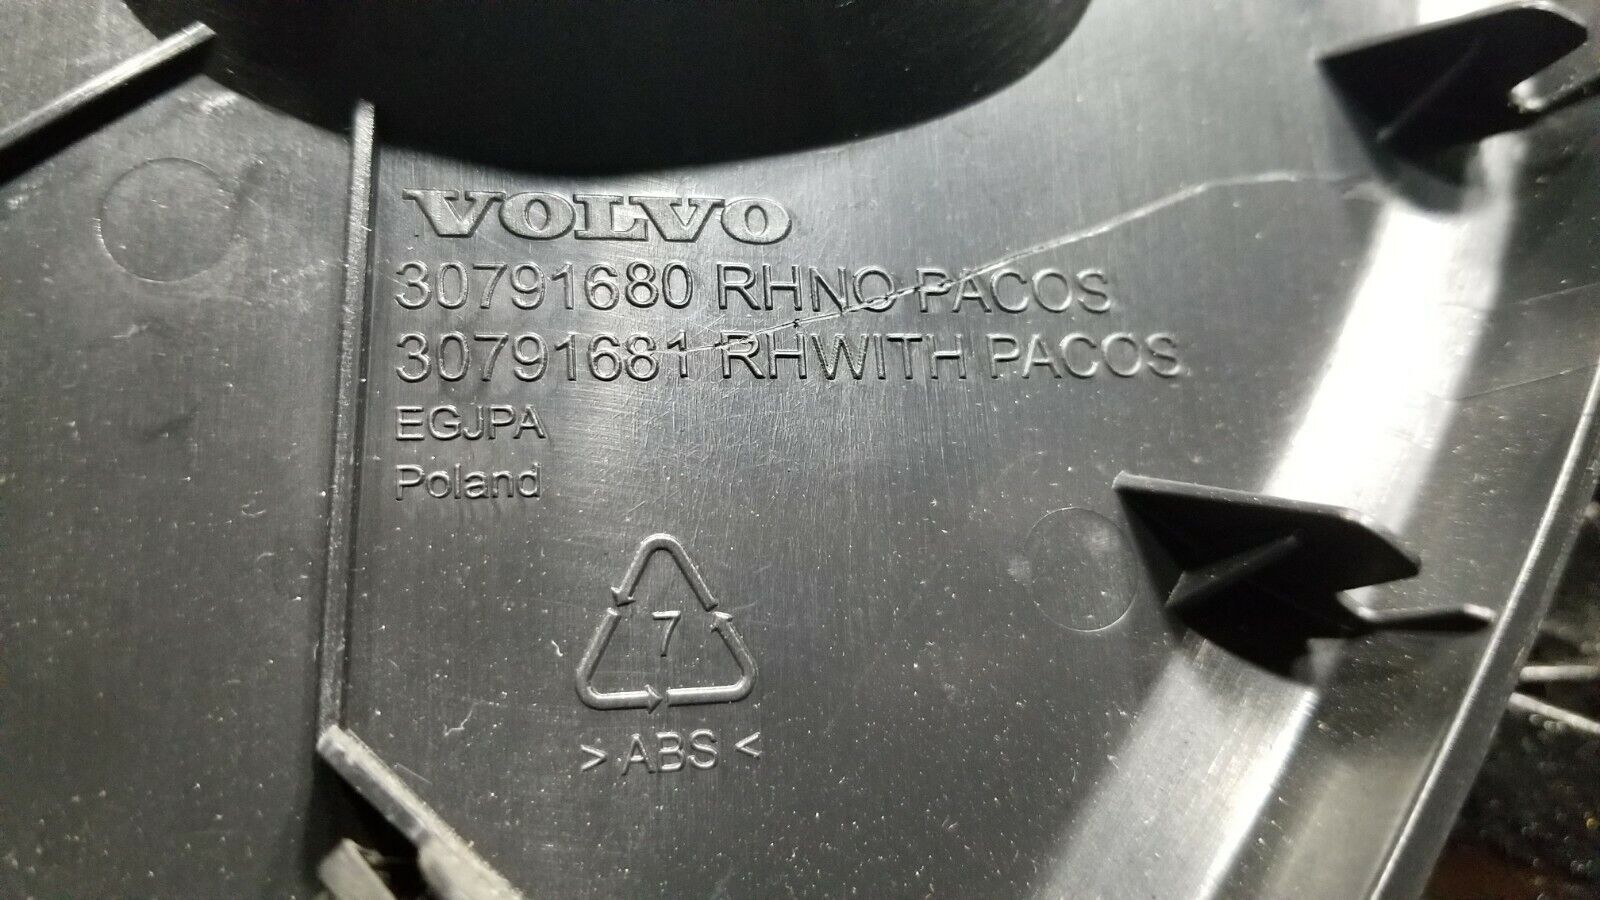 VOLVO
30791680 RHNO PACOS
30791681 RHWITH PACOS
EGJPA
Poland
7
> ABS <